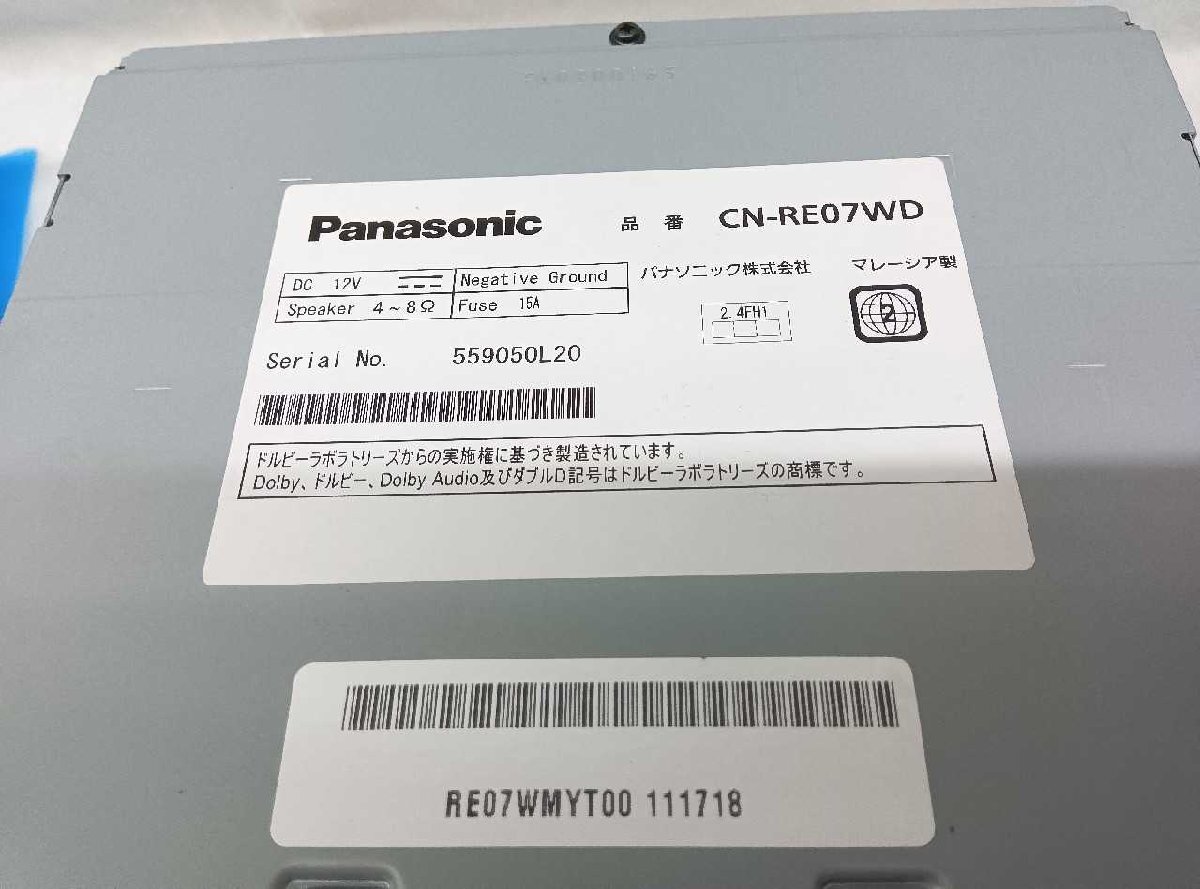 Panasonic 品 番 CN-RE07WD
DC 12V Negative Ground
Speaker 4~8Ω Fuse 15A
パナソニック株式会社 マレーシア製
2.4FH1
2
Serial No. 559050L20
ドルビーラボラトリーズからの実施権に基づき製造されています。
Dolby、ドルビー、Dolby Audio及びダブルD記号はドルビーラボラトリーズの商標です。
RE07WMYT00 111718